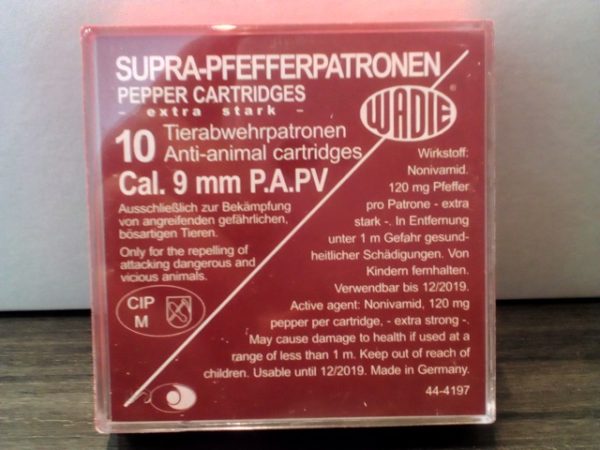 SUPRA-PFEFFERPATRONEN
PEPPER CARTRIDGES
- extra stark -
WADIE®
10 Tierabwehrpatronen
Anti-animal cartridges
Cal. 9 mm P.A.PV
Ausschließlich zur Bekämpfung
von angreifenden gefährlichen,
bösartigen Tieren.
Only for the repelling of
attacking dangerous and
vicious animals.
CIP
M
Wirkstoff:
Nonivamid.
120 mg Pfeffer
pro Patrone - extra
stark -. In Entfernung
unter 1 m Gefahr gesund-
heitlicher Schädigungen. Von
Kindern fernhalten.
Verwendbar bis 12/2019.
Active agent: Nonivamid, 120 mg
pepper per cartridge, - extra strong -.
May cause damage to health if used at a
range of less than 1 m. Keep out of reach of
children. Usable until 12/2019. Made in Germany.
44-4197